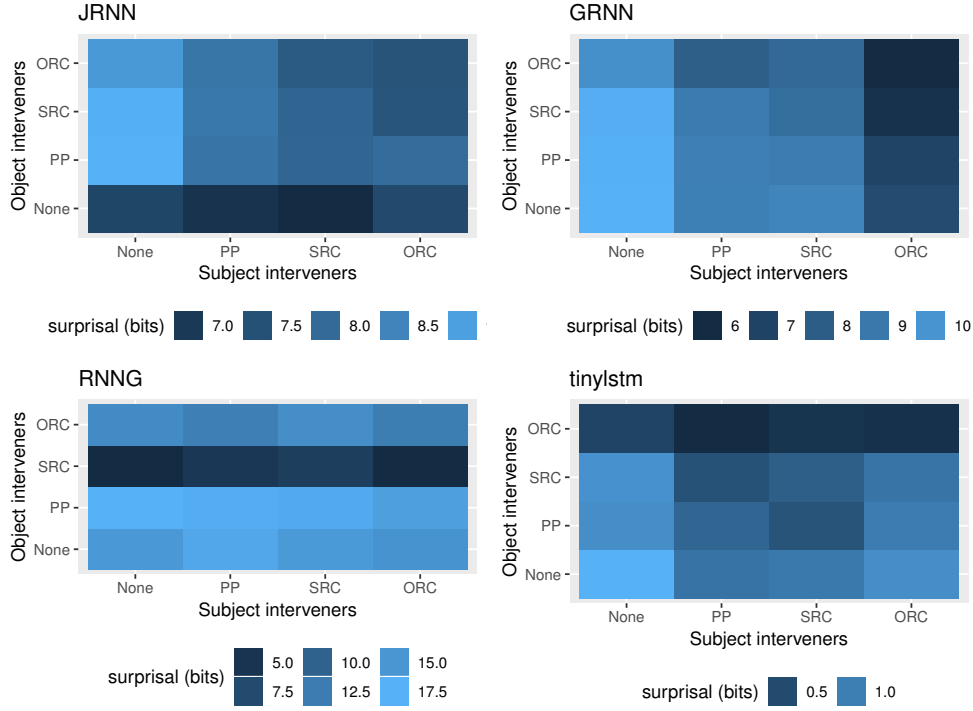 JRNN
GRNN
Object interveners
ORC
SRC
PP
None
None PP SRC ORC
Subject interveners
surprisal (bits) 7.0 7.5 8.0 8.5
Object interveners
ORC
SRC
PP
None
None PP SRC ORC
Subject interveners
surprisal (bits) 6 7 8 9 10
RNNG
tinylstm
Object interveners
ORC
SRC
PP
None
None PP SRC ORC
Subject interveners
surprisal (bits)
5.0 10.0 15.0
7.5 12.5 17.5
Object interveners
ORC
SRC
PP
None
None PP SRC ORC
Subject interveners
surprisal (bits) 0.5 1.0